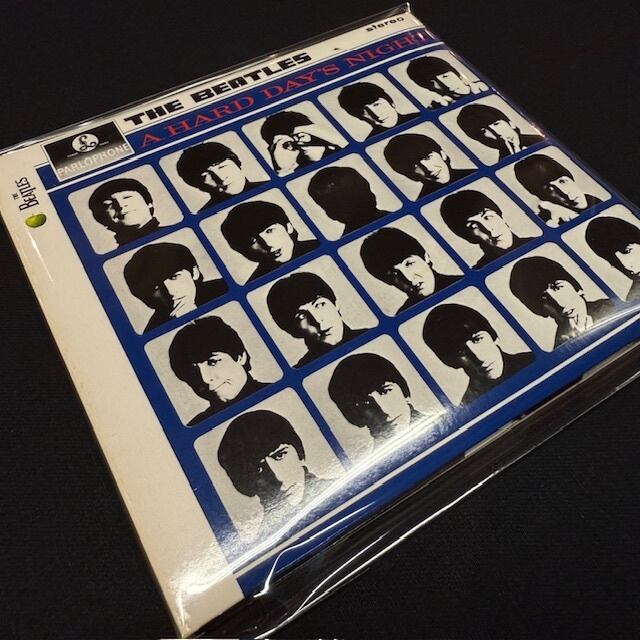 stereo
THE BEATLES
A HARD DAY'S NIGHT
PARLOPHONE
THE
BEATLES